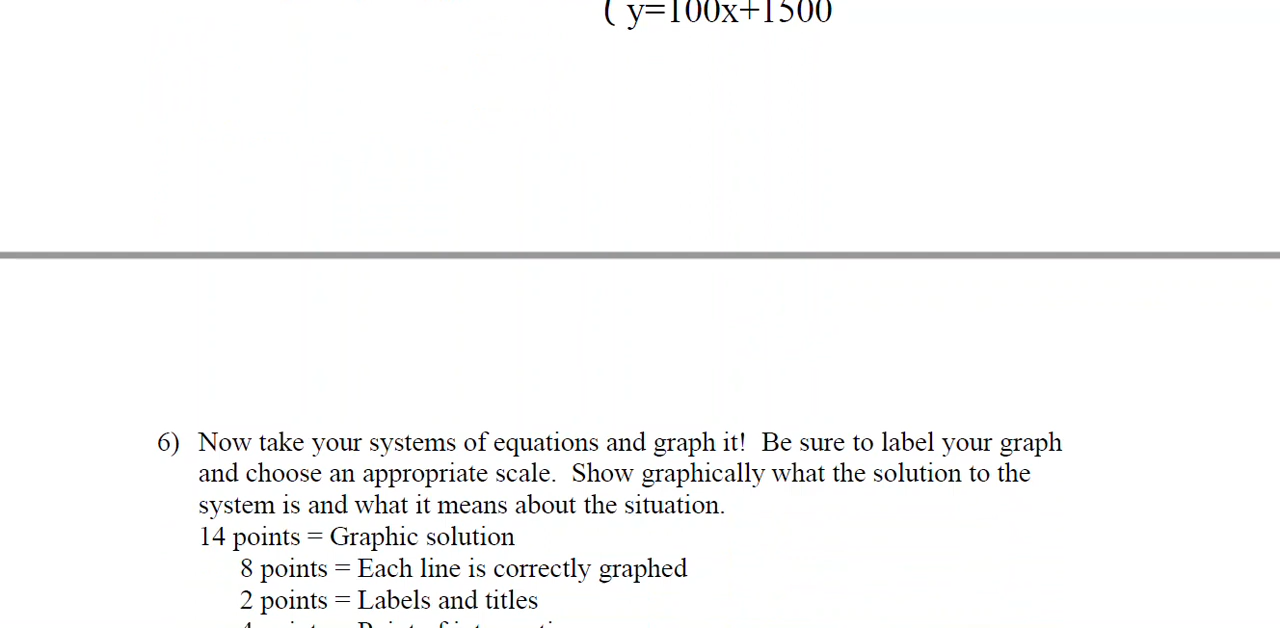 ( y=100x+1500
6) Now take your systems of equations and graph it! Be sure to label your graph
and choose an appropriate scale. Show graphically what the solution to the
system is and what it means about the situation.
14 points = Graphic solution
8 points = Each line is correctly graphed
2 points = Labels and titles